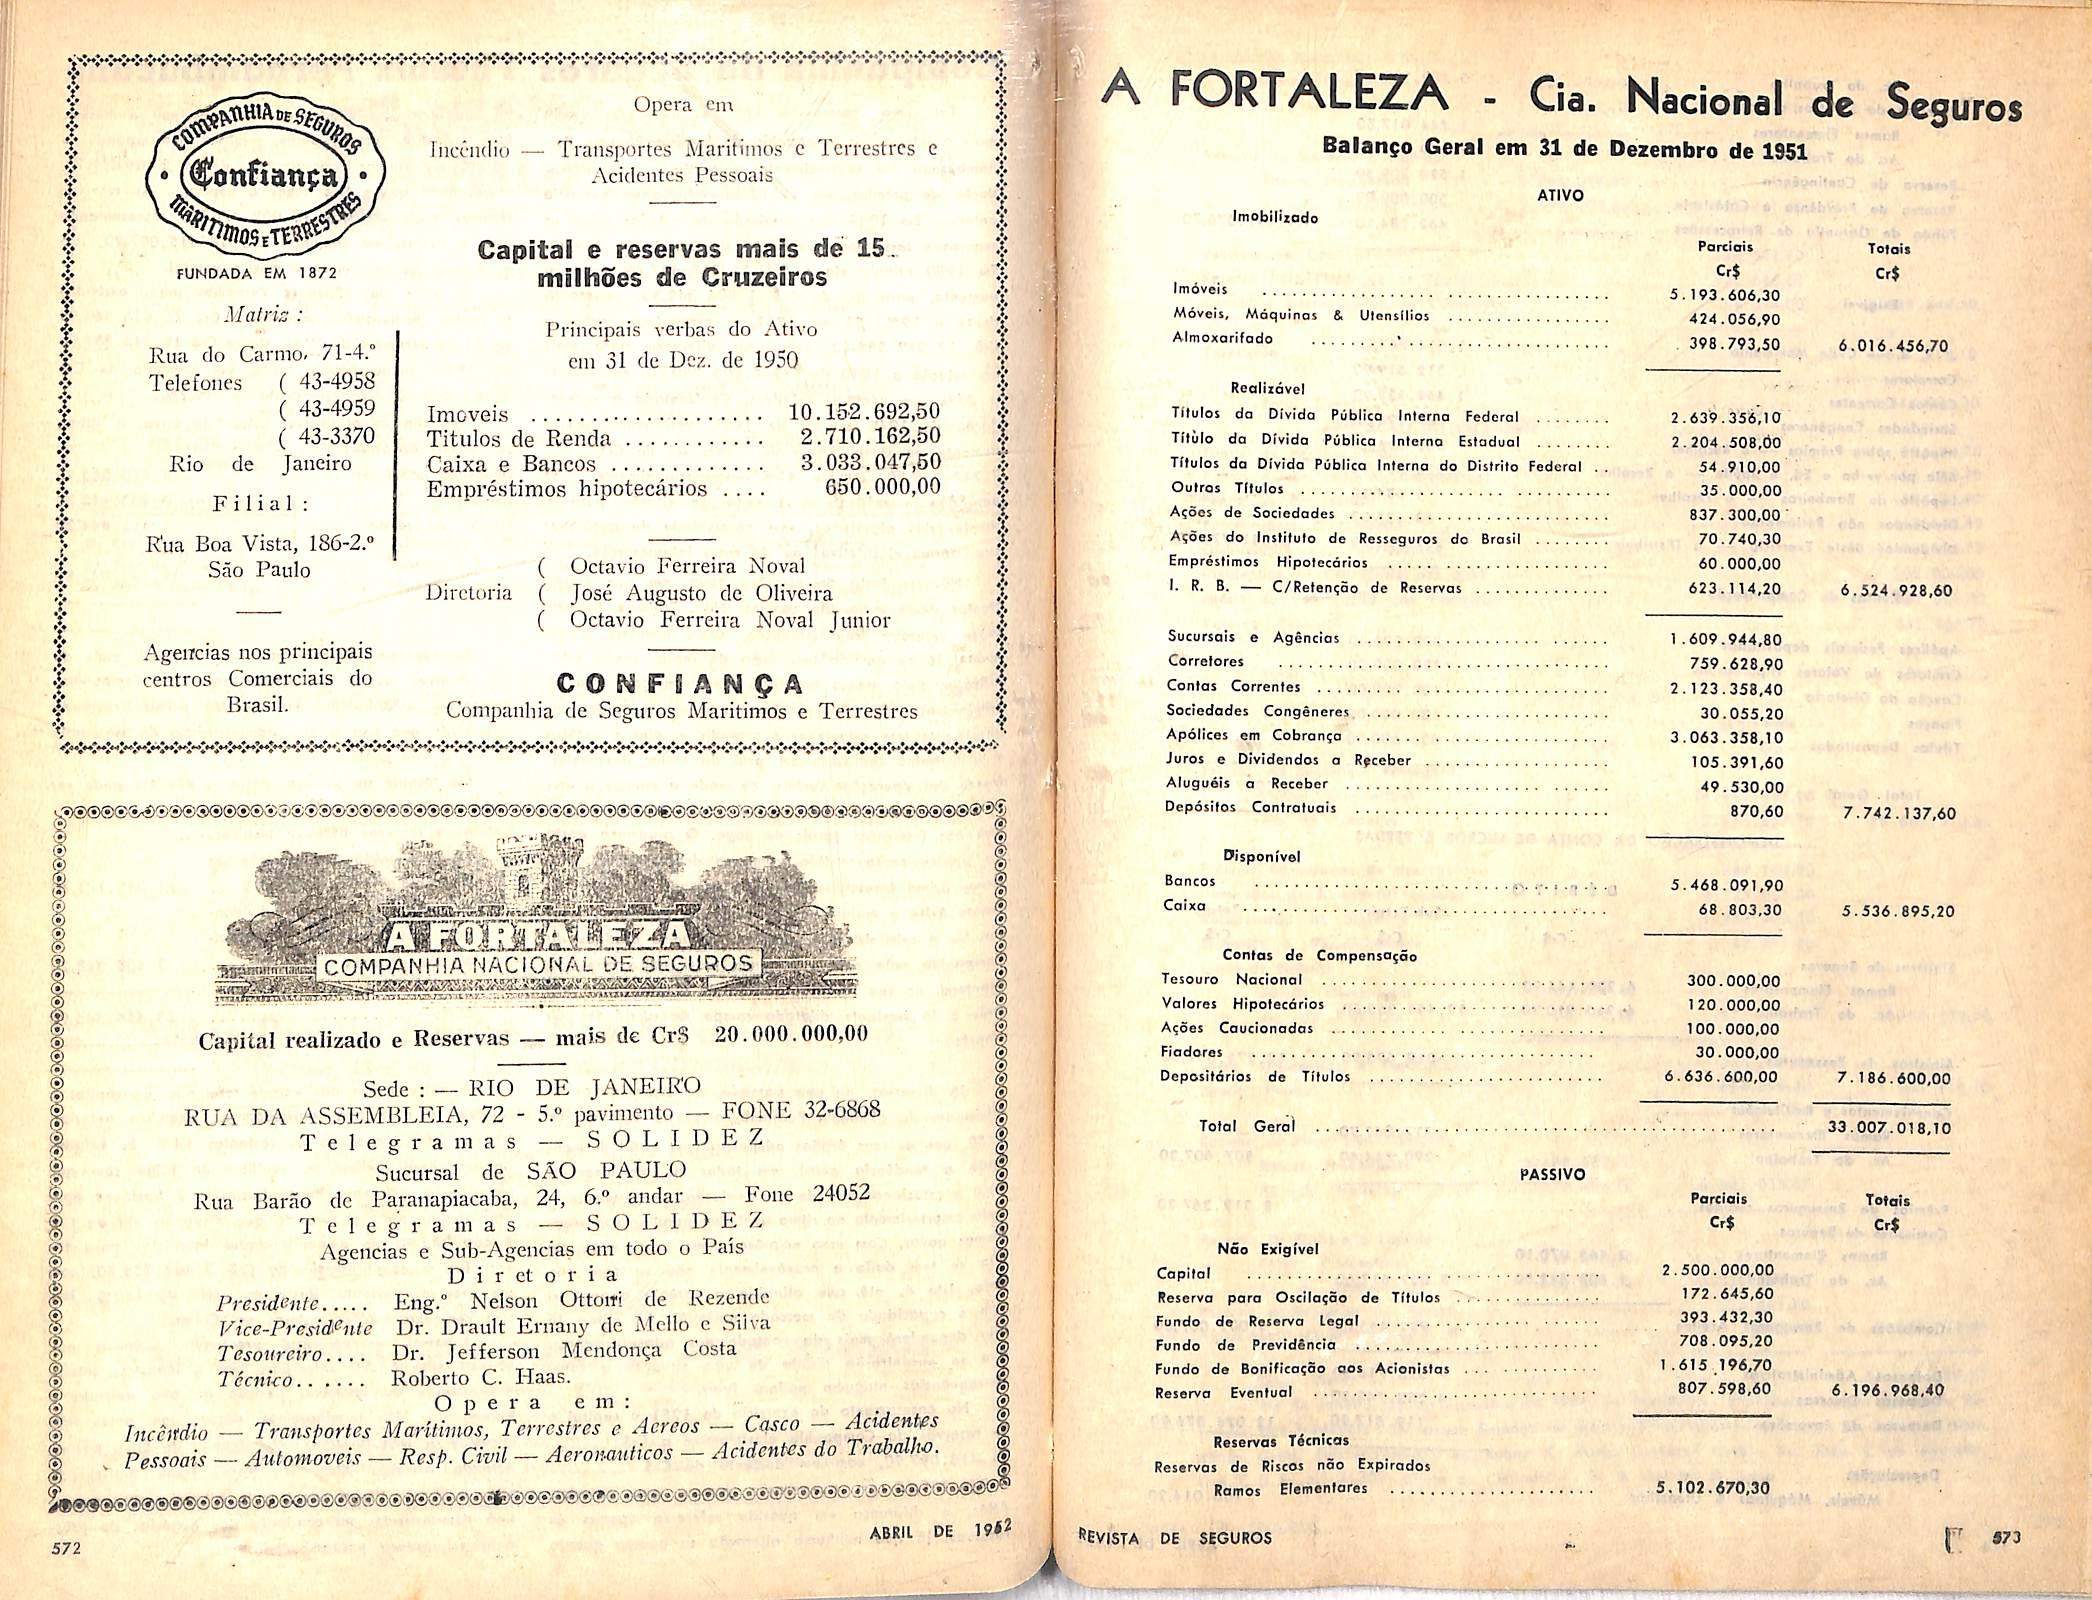 COMPANHIA DE SEGUROS
Confiança
MARITIMOS E TERRESTRES
FUNDADA EM 1872
Matriz :
Rua do Carmo, 71-4.º
Telefones ( 43-4958
( 43-4959
( 43-3370
Rio de Janeiro
Filial :
Rua Boa Vista, 186-2.º
São Paulo
Agencias nos principais
centros Comerciais do
Brasil.
Opera em
Incêndio — Transportes Maritimos e Terrestres e
Acidentes Pessoais
Capital e reservas mais de 15
milhões de Cruzeiros
Principais verbas do Ativo
em 31 de Dez. de 1950
Imoveis .................... 10.152.692,50
Titulos de Renda ............ 2.710.162,50
Caixa e Bancos ............. 3.033.047,50
Empréstimos hipotecários .... 650.000,00
( Octavio Ferreira Noval
Diretoria ( José Augusto de Oliveira
( Octavio Ferreira Noval Junior
CONFIANÇA
Companhia de Seguros Maritimos e Terrestres
A FORTALEZA
COMPANHIA NACIONAL DE SEGUROS
Capital realizado e Reservas — mais de Cr$ 20.000.000,00
Sede : — RIO DE JANEIRO
RUA DA ASSEMBLEIA, 72 - 5.º pavimento — FONE 32-6868
Telegramas — SOLIDEZ
Sucursal de SÃO PAULO
Rua Barão de Paranapiacaba, 24, 6.º andar — Fone 24052
Telegramas — SOLIDEZ
Agencias e Sub-Agencias em todo o País
Diretoria
Presidente..... Eng.º Nelson Ottoni de Rezende
Vice-Presidente Dr. Drault Ernany de Mello e Silva
Tesoureiro.... Dr. Jefferson Mendonça Costa
Técnico...... Roberto C. Haas.
Opera em:
Incêndio — Transportes Marítimos, Terrestres e Aereos — Casco — Acidentes
Pessoais — Automoveis — Resp. Civil — Aeronauticos — Acidentes do Trabalho.
572
ABRIL DE 1952
A FORTALEZA - Cia. Nacional de Seguros
Balanço Geral em 31 de Dezembro de 1951
ATIVO
Imobilizado
Parciais Totais
Cr$ Cr$
Imóveis .................... 5.193.606,30
Móveis, Máquinas & Utensílios ................. 424.056,90
Almoxarifado .................... 398.793,50 6.016.456,70
Realizável
Títulos da Dívida Pública Interna Federal ........ 2.639.356,10
Título da Dívida Pública Interna Estadual ........ 2.204.508,00
Títulos da Dívida Pública Interna do Distrito Federal .. 54.910,00
Outros Títulos .................... 35.000,00
Ações de Sociedades .................... 837.300,00
Ações do Instituto de Resseguros do Brasil ........ 70.740,30
Empréstimos Hipotecários .................... 60.000,00
I. R. B. — C/Retenção de Reservas .............. 623.114,20 6.524.928,60
Sucursais e Agências .................... 1.609.944,80
Corretores .................... 759.628,90
Contas Correntes .................... 2.123.358,40
Sociedades Congêneres .................... 30.055,20
Apólices em Cobrança .................... 3.063.358,10
Juros e Dividendos a Receber .................. 105.391,60
Aluguéis a Receber .................... 49.530,00
Depósitos Contratuais .................... 870,60 7.742.137,60
Disponível
Bancos .................... 5.468.091,90
Caixa .................... 68.803,30 5.536.895,20
Contas de Compensação
Tesouro Nacional .................... 300.000,00
Valores Hipotecários .................... 120.000,00
Ações Caucionadas .................... 100.000,00
Fiadores .................... 30.000,00
Depositários de Títulos .................... 6.636.600,00 7.186.600,00
Total Geral .................... 33.007.018,10
PASSIVO
Parciais Totais
Cr$ Cr$
Não Exigível
Capital .................... 2.500.000,00
Reserva para Oscilação de Títulos .............. 172.645,60
Fundo de Reserva Legal .................... 393.432,30
Fundo de Previdência .................... 708.095,20
Fundo de Bonificação aos Acionistas ............ 1.615.196,70
Reserva Eventual .................... 807.598,60 6.196.968,40
Reservas Técnicas
Reservas de Riscos não Expirados
Ramos Elementares .................... 5.102.670,30
REVISTA DE SEGUROS
573